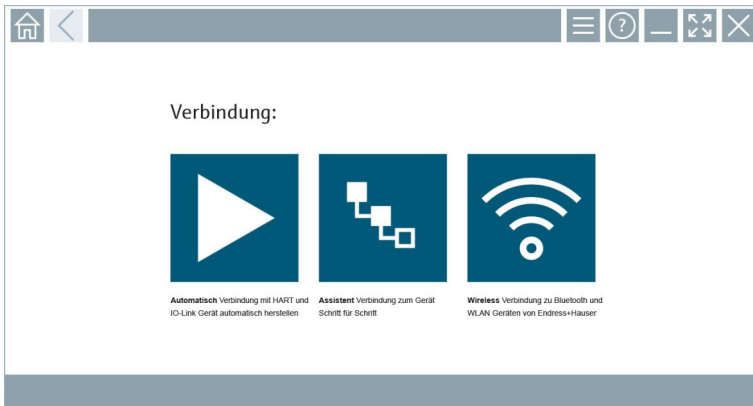 Verbindung:
Automatisch Verbindung mit HART und
IO-Link Gerät automatisch herstellen
Assistent Verbindung zum Gerät
Schritt für Schritt
Wireless Verbindung zu Bluetooth und
WLAN Geräten von Endress+Hauser